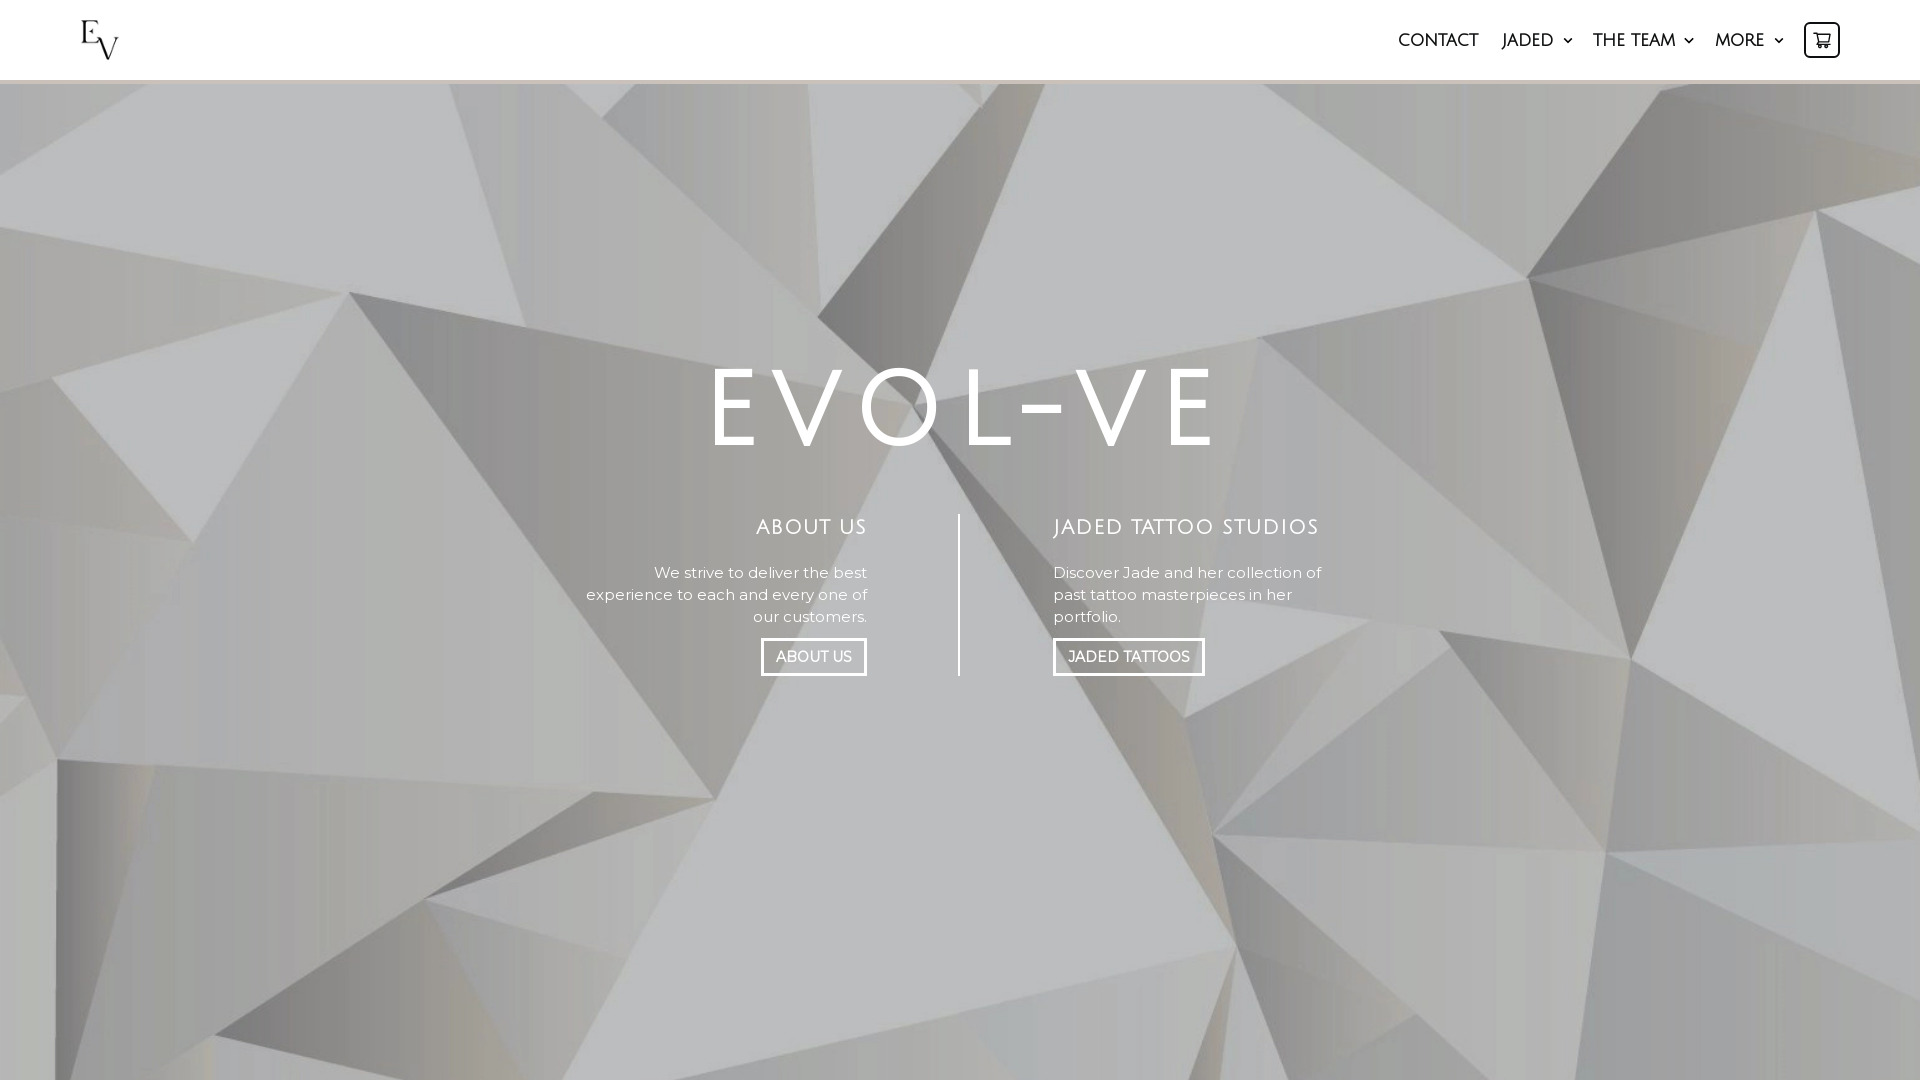 EV
CONTACT JADED THE TEAM MORE
EVOL-VE
ABOUT US
We strive to deliver the best
experience to each and every one of
our customers.
ABOUT US
JADED TATTOO STUDIOS
Discover Jade and her collection of
past tattoo masterpieces in her
portfolio.
JADED TATTOOS